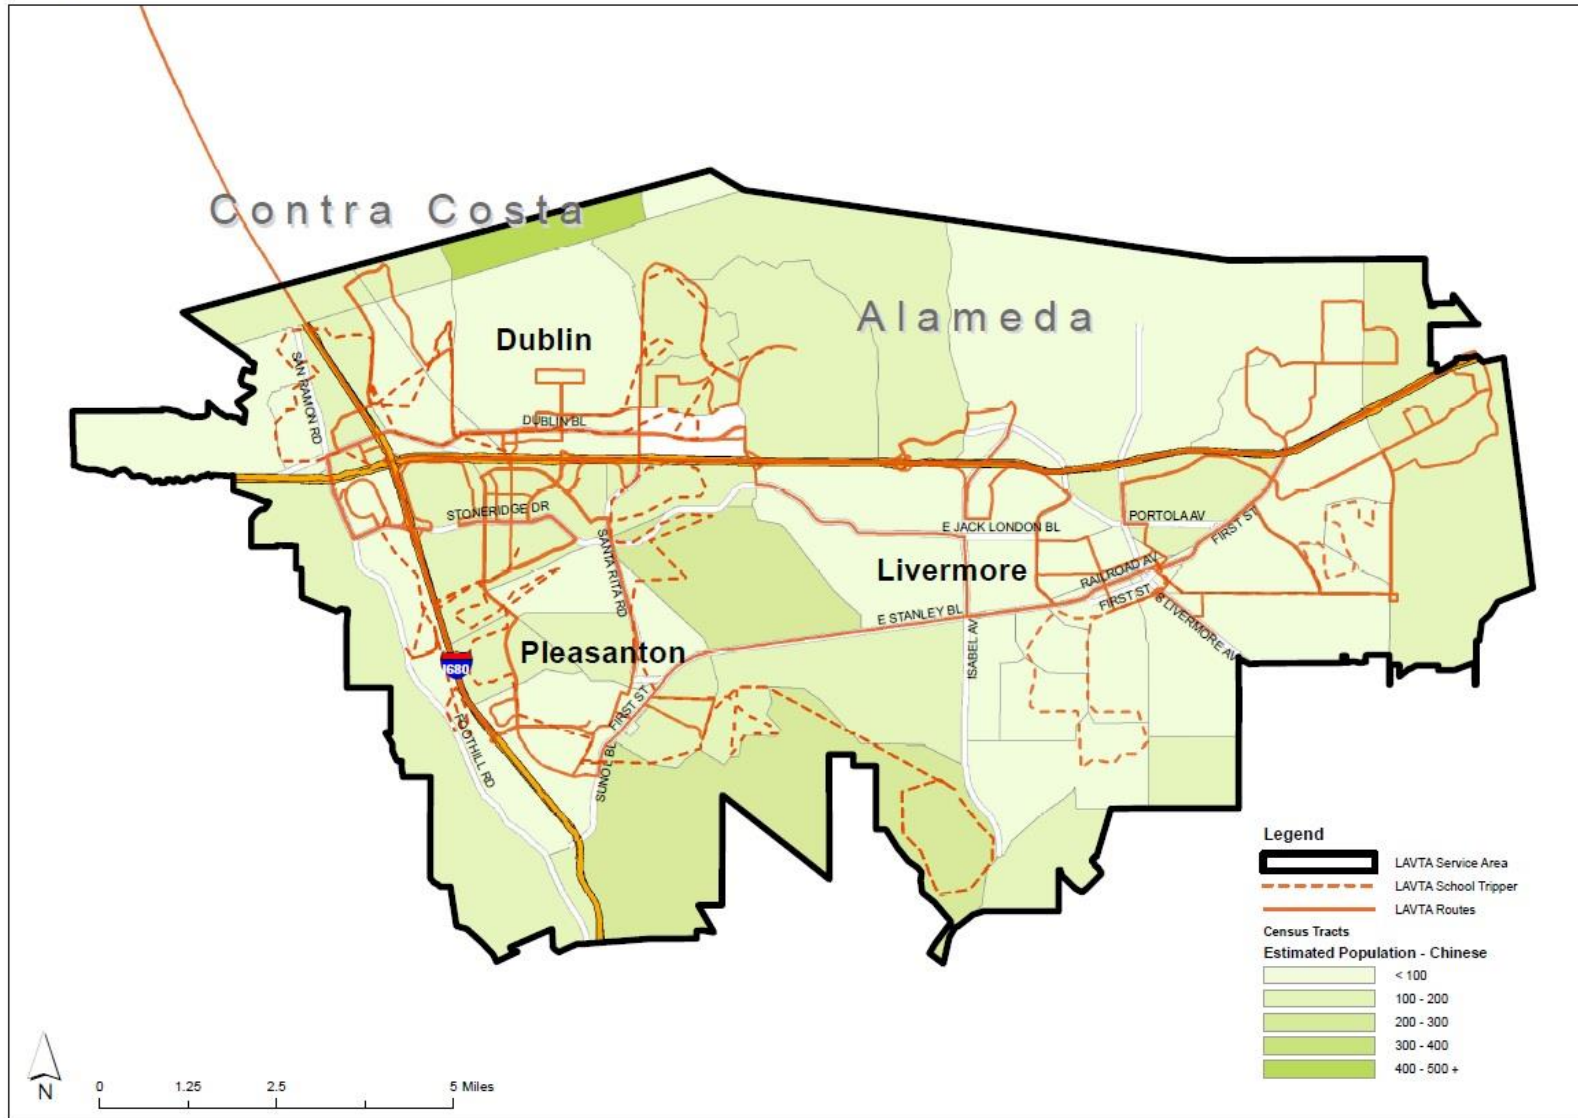 Contra Costa
Alameda
Dublin
SAN RAMON RD
DUBLIN BL
STONERIDGE DR
SANTA RITA RD
E JACK LONDON BL
PORTOLA AV
FIRST ST
Livermore
RAILROAD AV
FIRST ST
S LIVERMORE AV
E STANLEY BL
ISABEL AV
Pleasanton
I680
FIRST ST
FOOTHILL RD
SUNOL BL
Legend
LAVTA Service Area
LAVTA School Tripper
LAVTA Routes
Census Tracts
Estimated Population - Chinese
< 100
100 - 200
200 - 300
300 - 400
400 - 500 +
N
0 1.25 2.5 5 Miles